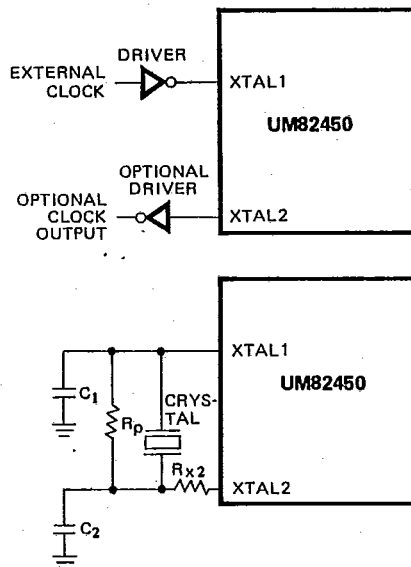 DRIVER
EXTERNAL
CLOCK
XTAL1
UM82450
OPTIONAL
DRIVER
OPTIONAL
CLOCK
OUTPUT
XTAL2
XTAL1
UM82450
C1
Rp
CRYS-
TAL
Rx2
XTAL2
C2